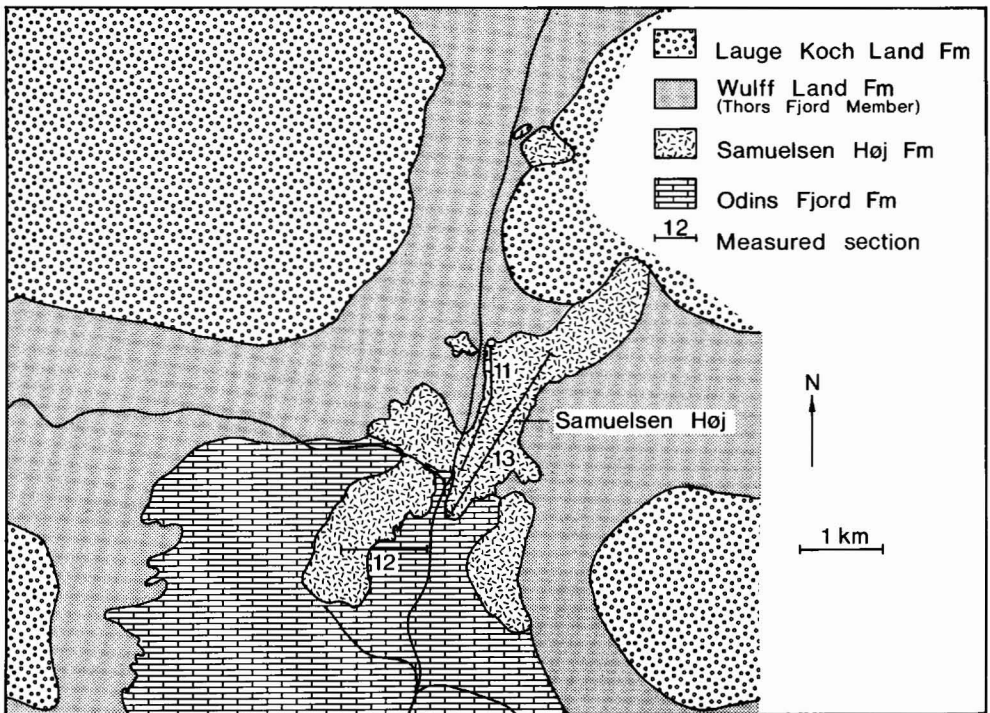 Lauge Koch Land Fm
Wulff Land Fm
(Thors Fjord Member)
Samuelsen Høj Fm
Odins Fjord Fm
12
Measured section
11
Samuelsen Høj
13
12
N
1 km